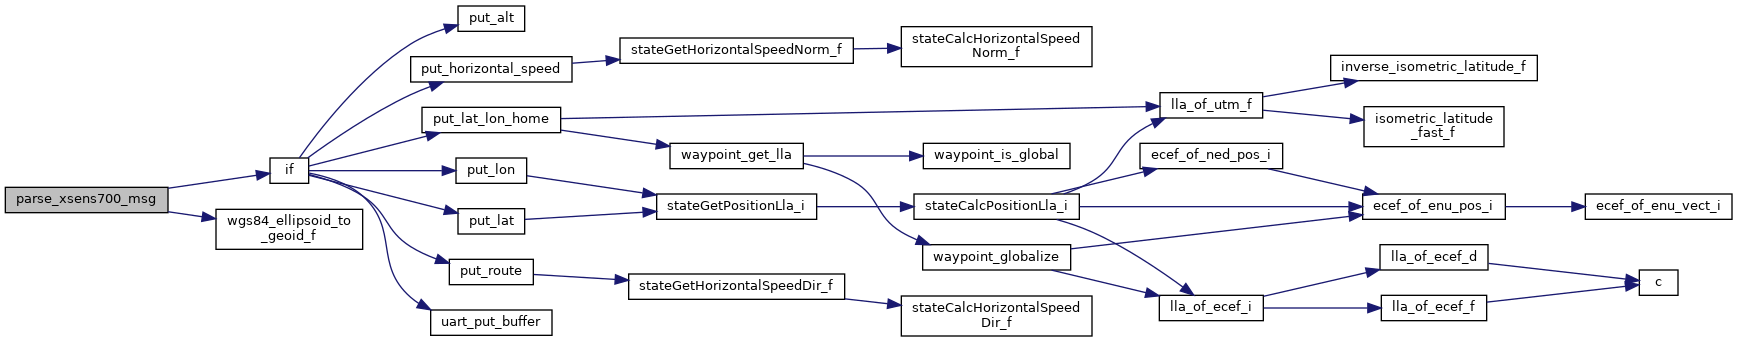 parse_xsens700_msg
if
wgs84_ellipsoid_to
_geoid_f
put_alt
put_horizontal_speed
put_lat_lon_home
put_lon
put_lat
put_route
uart_put_buffer
stateGetHorizontalSpeedNorm_f
waypoint_get_lla
stateGetPositionLla_i
stateGetHorizontalSpeedDir_f
stateCalcHorizontalSpeed
Norm_f
waypoint_is_global
stateCalcPositionLla_i
waypoint_globalize
stateCalcHorizontalSpeed
Dir_f
lla_of_utm_f
ecef_of_ned_pos_i
lla_of_ecef_i
inverse_isometric_latitude_f
isometric_latitude
_fast_f
ecef_of_enu_pos_i
lla_of_ecef_d
lla_of_ecef_f
ecef_of_enu_vect_i
c